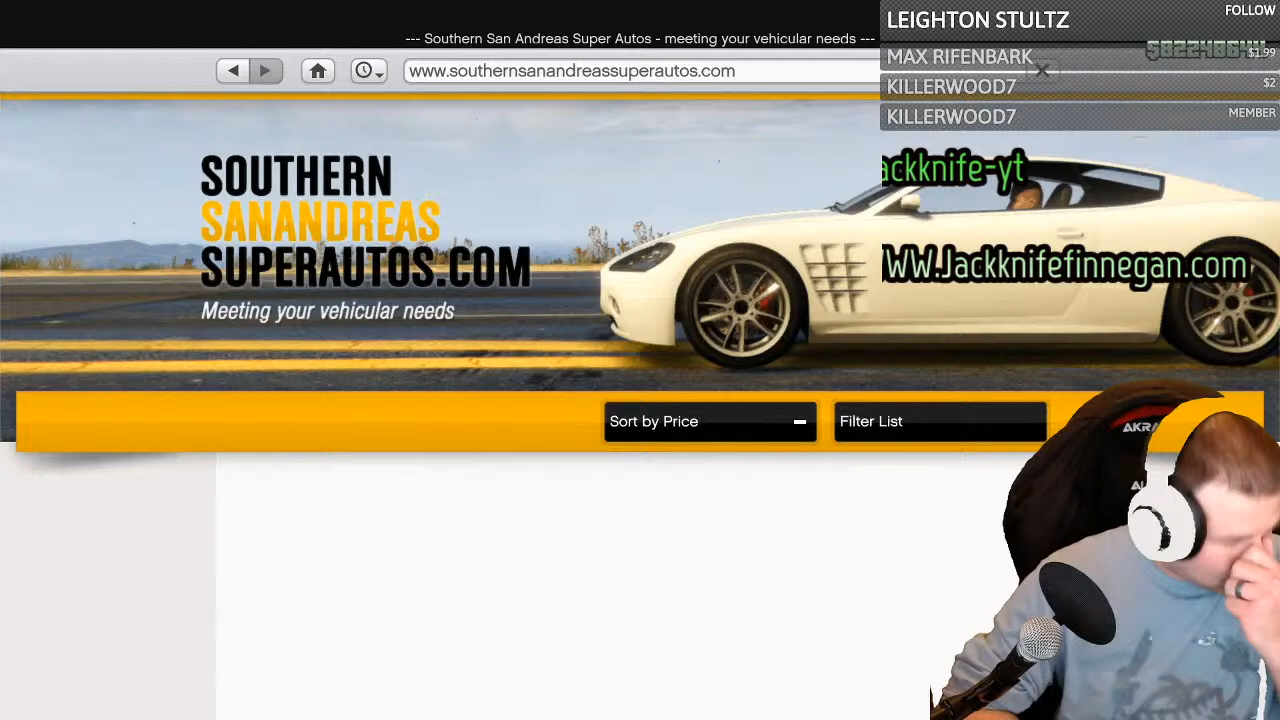 --- Southern San Andreas Super Autos - meeting your vehicular needs ---
www.southernsanandreassuperautos.com
LEIGHTON STULTZ FOLLOW
MAX RIFENBARK $1.99
KILLERWOOD7 $2
KILLERWOOD7 MEMBER
ackknife-yt
WW.Jackknifefinnegan.com
SOUTHERN
SANANDREAS
SUPERAUTOS.COM
Meeting your vehicular needs
Sort by Price
Filter List